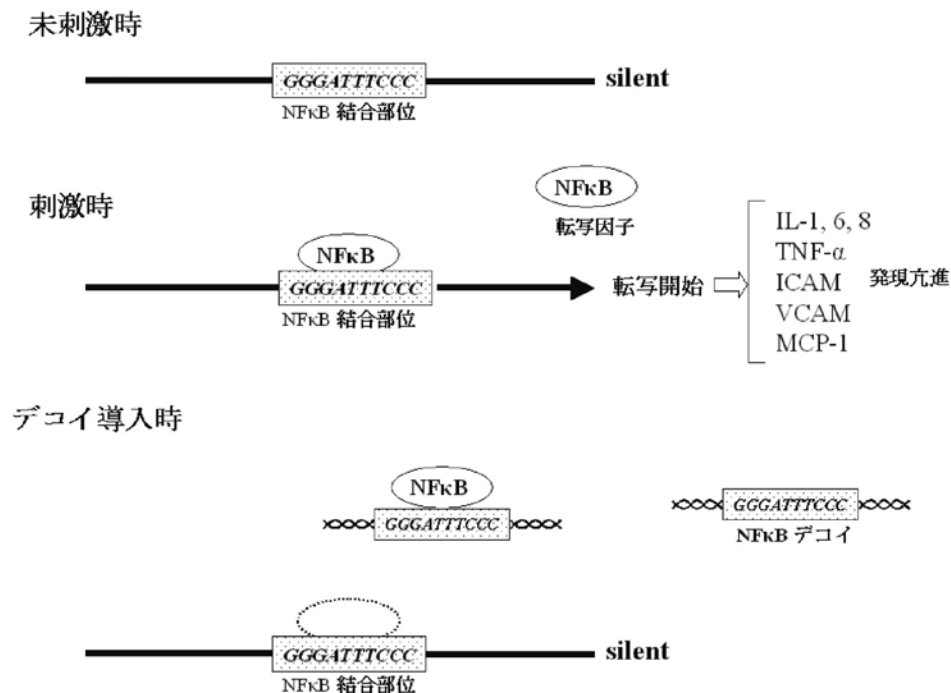 未刺激時
GGGATTTCCC
silent
NFκB 結合部位
NFκB
転写因子
刺激時
NFκB
GGGATTTCCC
NFκB 結合部位
転写開始
IL-1, 6, 8
TNF-α
ICAM
VCAM
MCP-1
発現亢進
デコイ導入時
NFκB
GGGATTTCCC
GGGATTTCCC
NFκB デコイ
GGGATTTCCC
silent
NFκB 結合部位